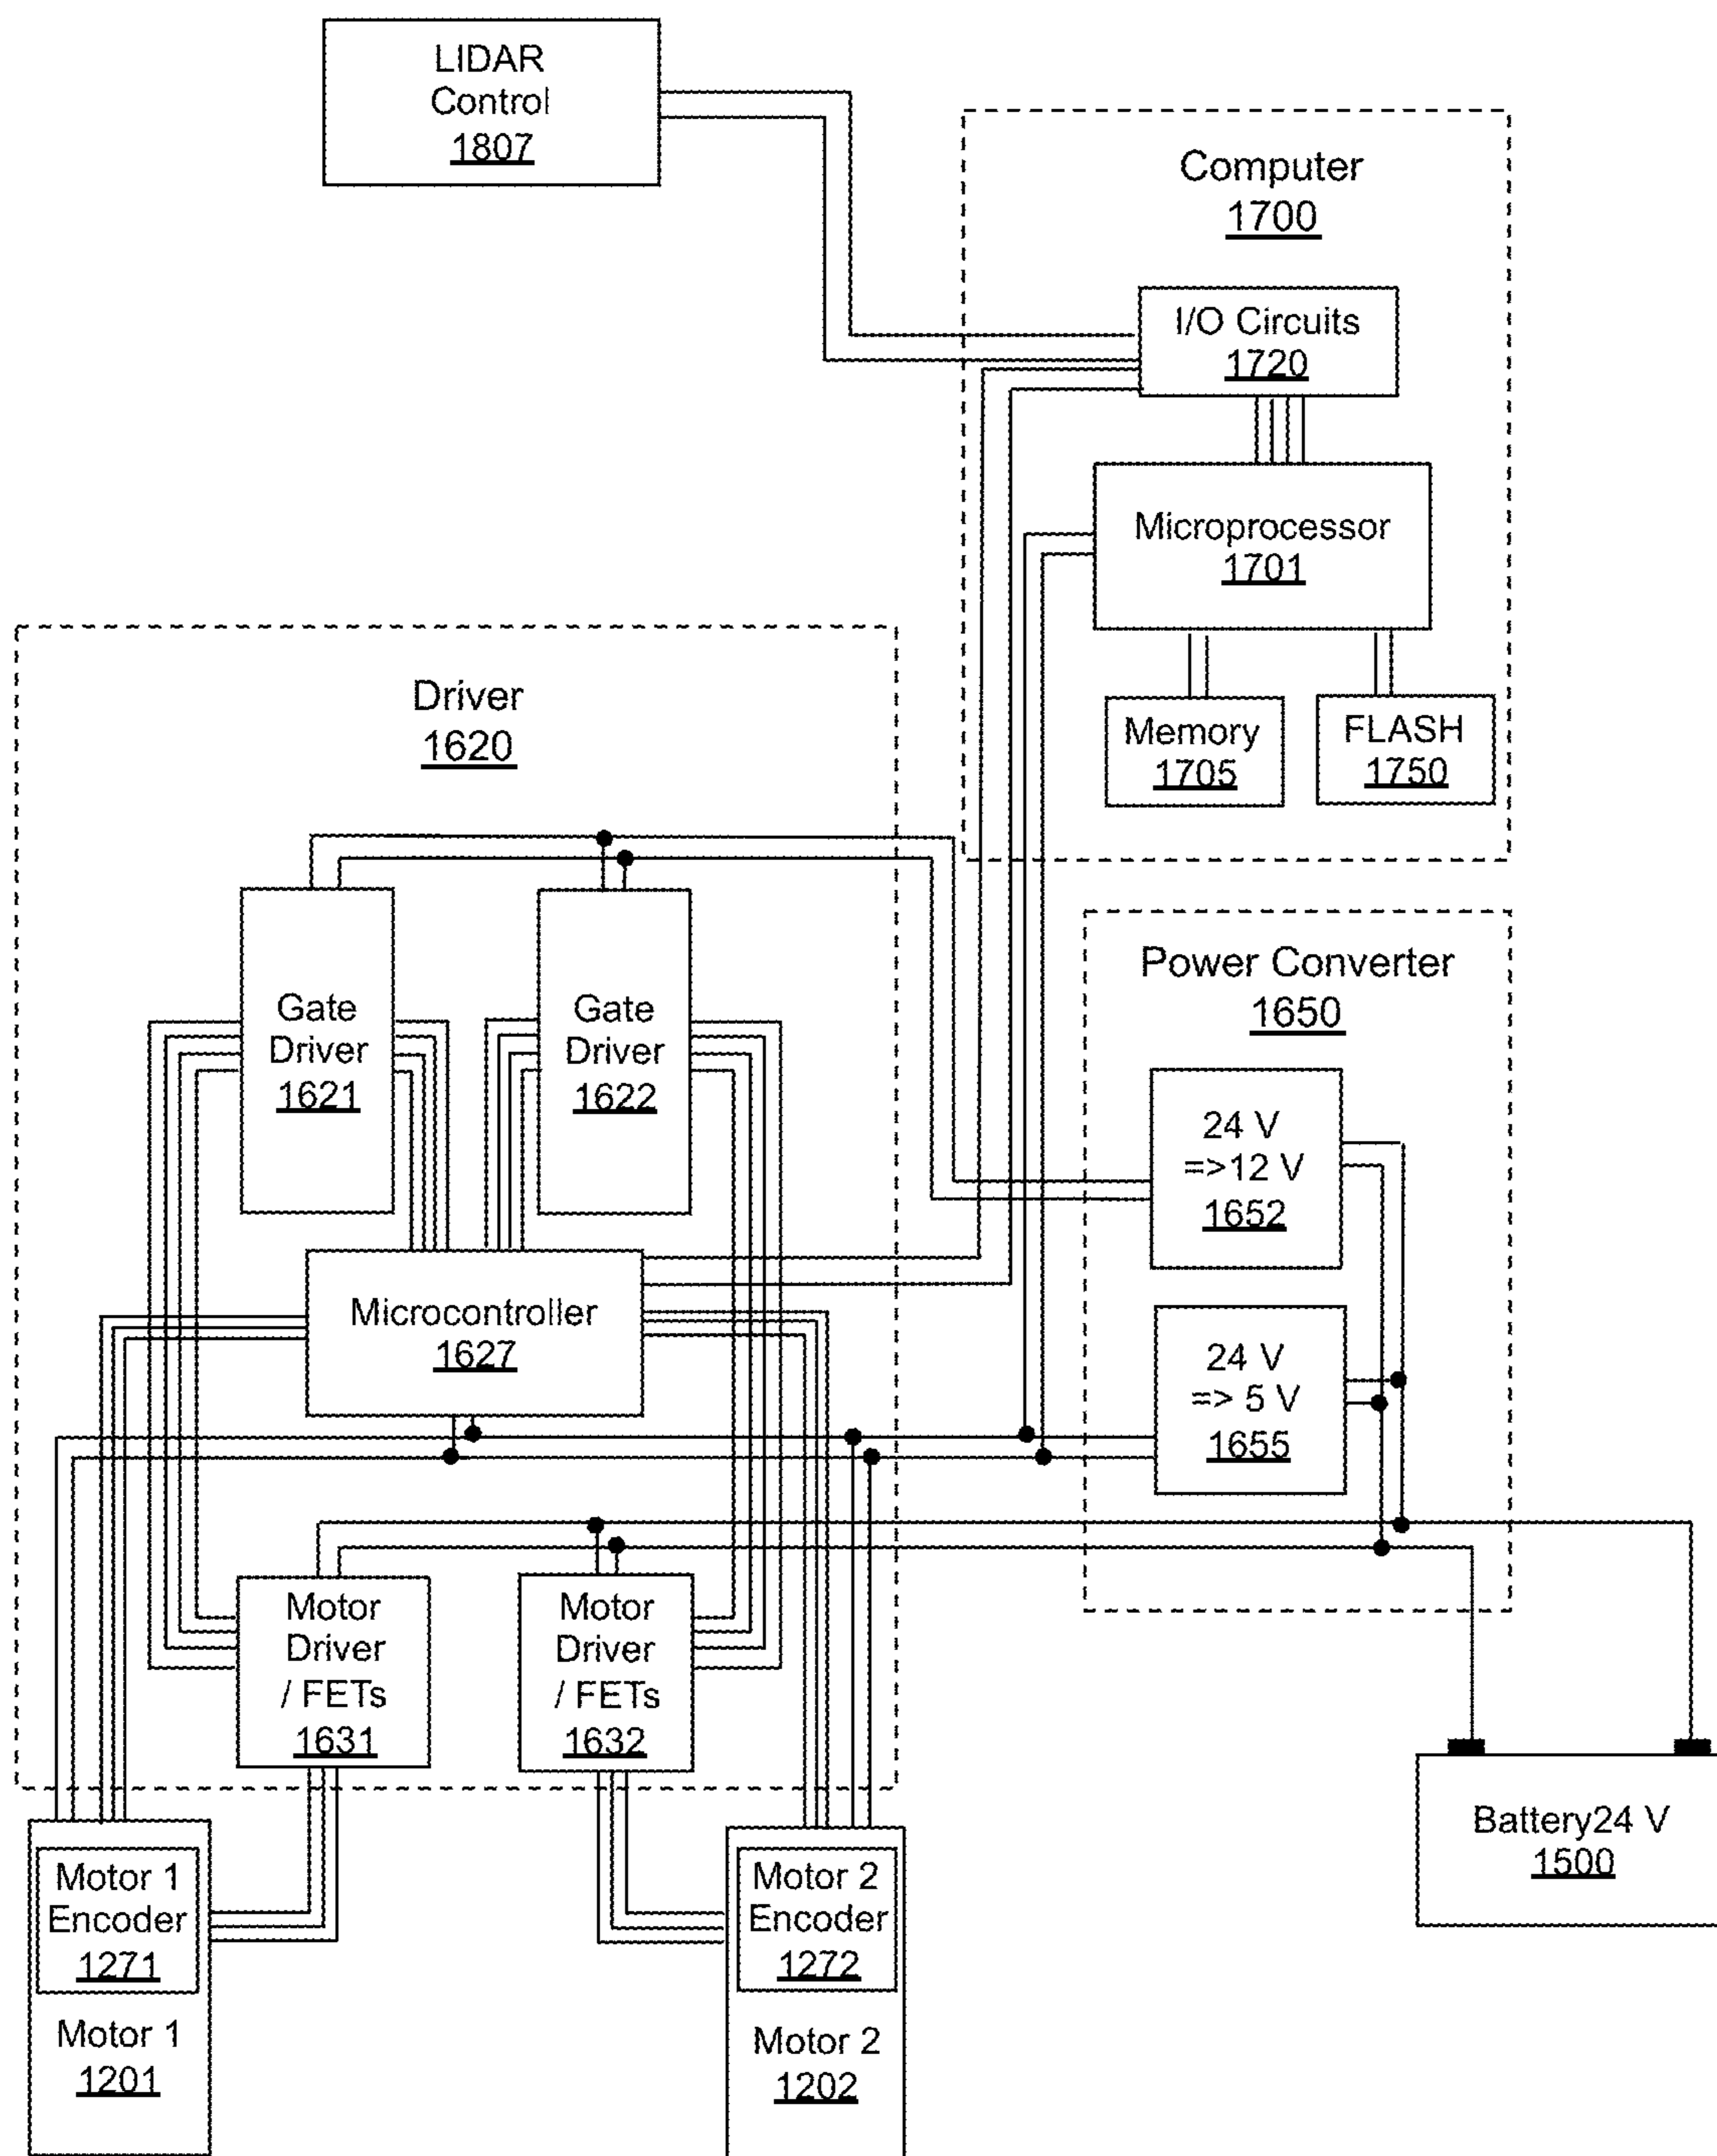 LIDAR
Control
1807
Computer
1700
I/O Circuits
1720
Microprocessor
1701
Memory
1705
FLASH
1750
Driver
1620
Gate
Driver
1621
Gate
Driver
1622
Microcontroller
1627
Power Converter
1650
24 V
=>12 V
1652
24 V
=> 5 V
1655
Motor
Driver
/ FETs
1631
Motor
Driver
/ FETs
1632
Battery24 V
1500
Motor 1
Encoder
1271
Motor 1
1201
Motor 2
Encoder
1272
Motor 2
1202